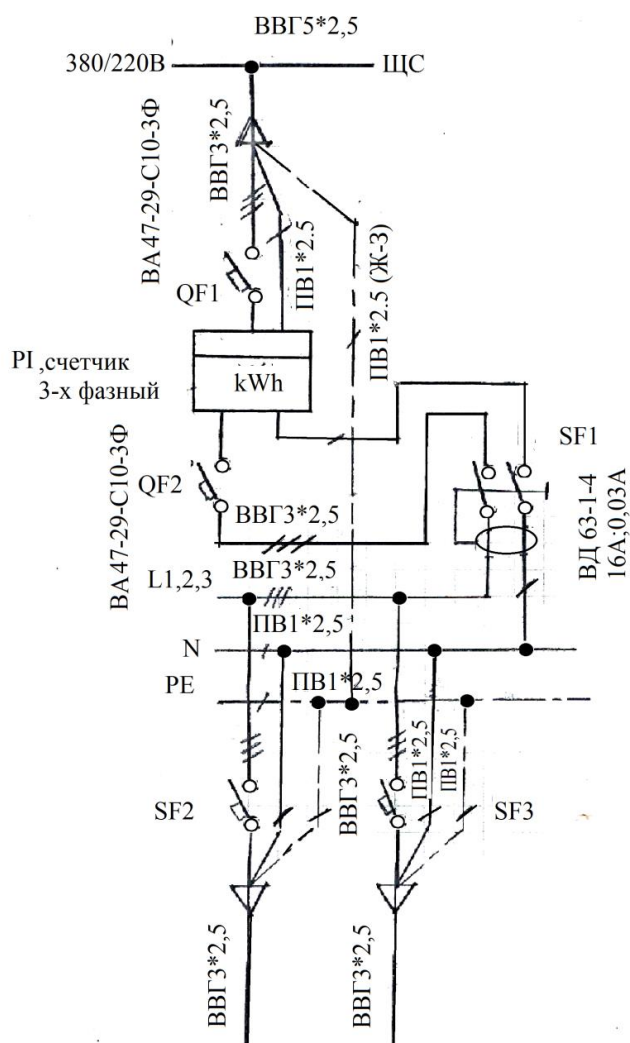 ВВГ5*2,5
380/220В
ЩС
ВА47-29-С10-3Ф
ВВГ3*2,5
ПВ1*2.5
ПВ1*2.5 (Ж-З)
QF1
PI ,счетчик
3-х фазный
kWh
SF1
ВД 63-1-4
16А;0,03А
QF2
ВА47-29-С10-3Ф
ВВГ3*2,5
ВВГ3*2,5
L1,2,3
ПВ1*2,5
N
PE
ПВ1*2,5
ВВГ3*2,5
ПВ1*2,5
ПВ1*2,5
SF2
SF3
ВВГ3*2,5
ВВГ3*2,5